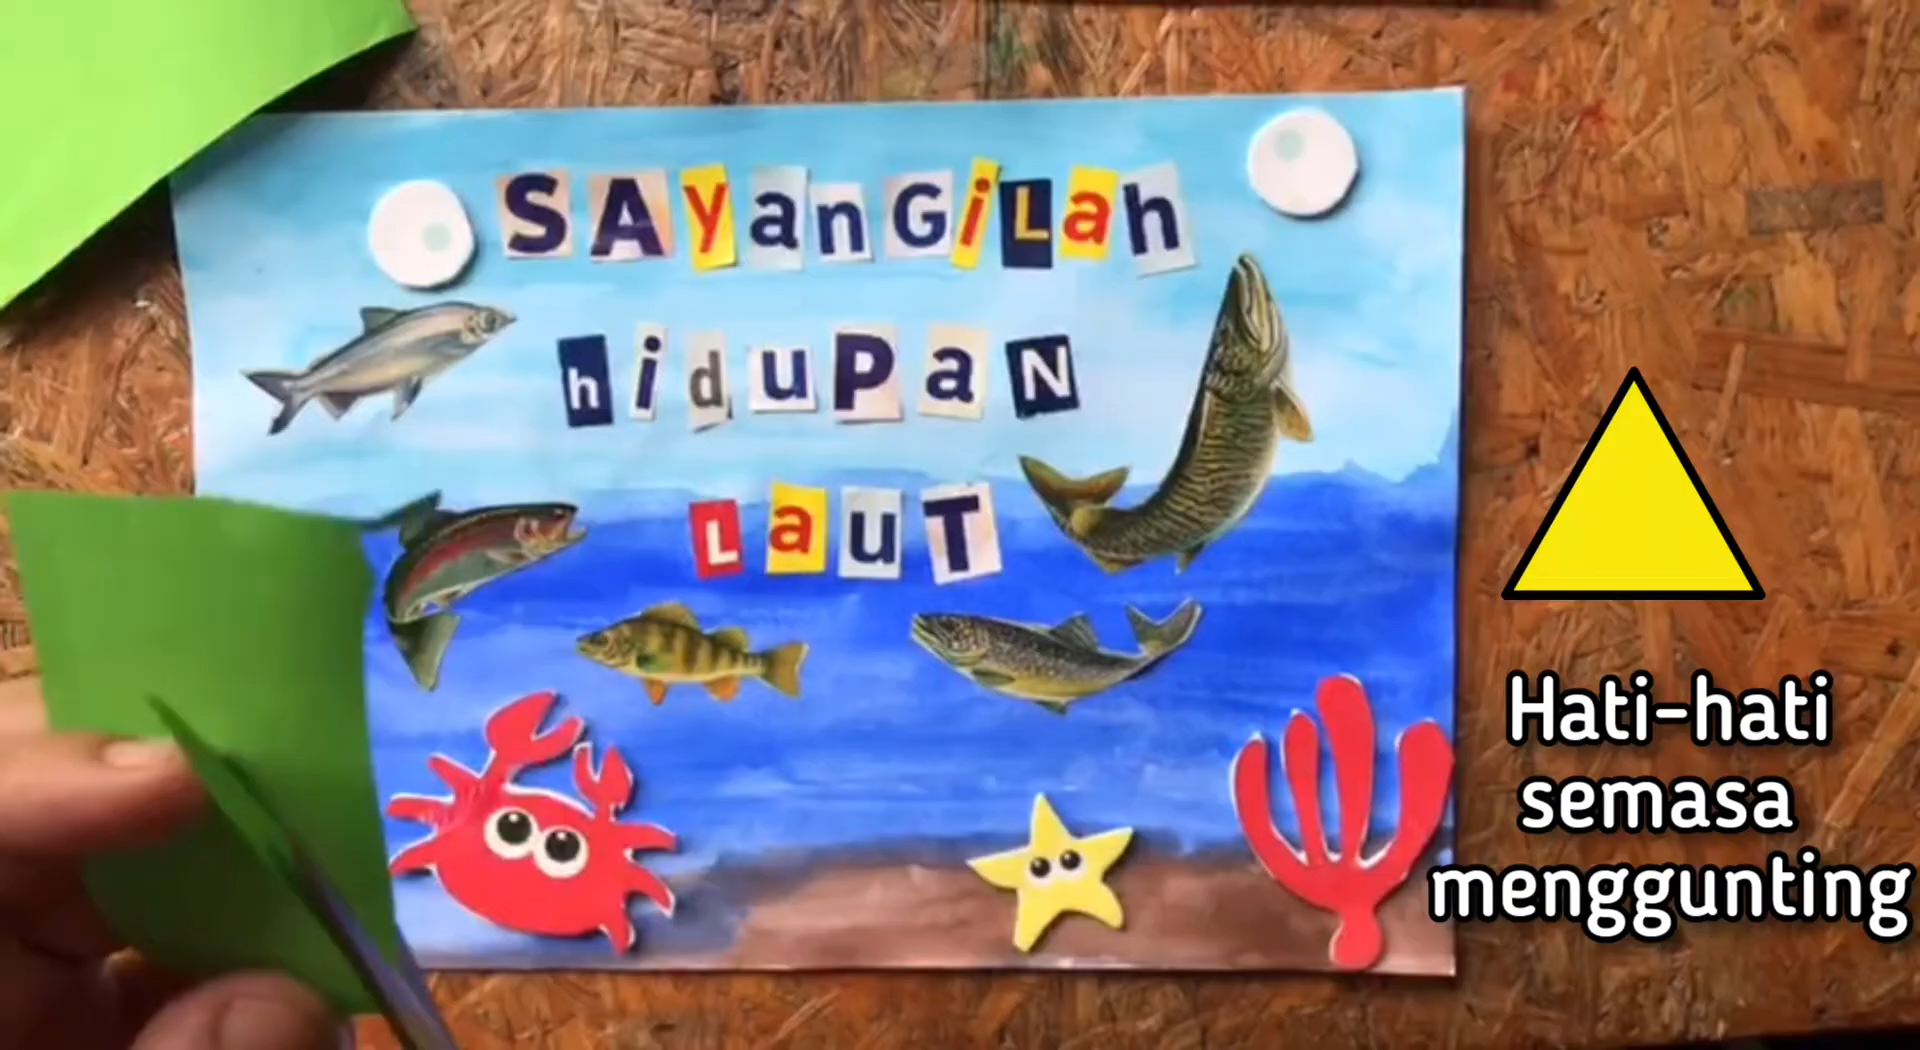 SAyanGiLah
hidUPaN
LauT
Hati-hati
semasa
menggunting